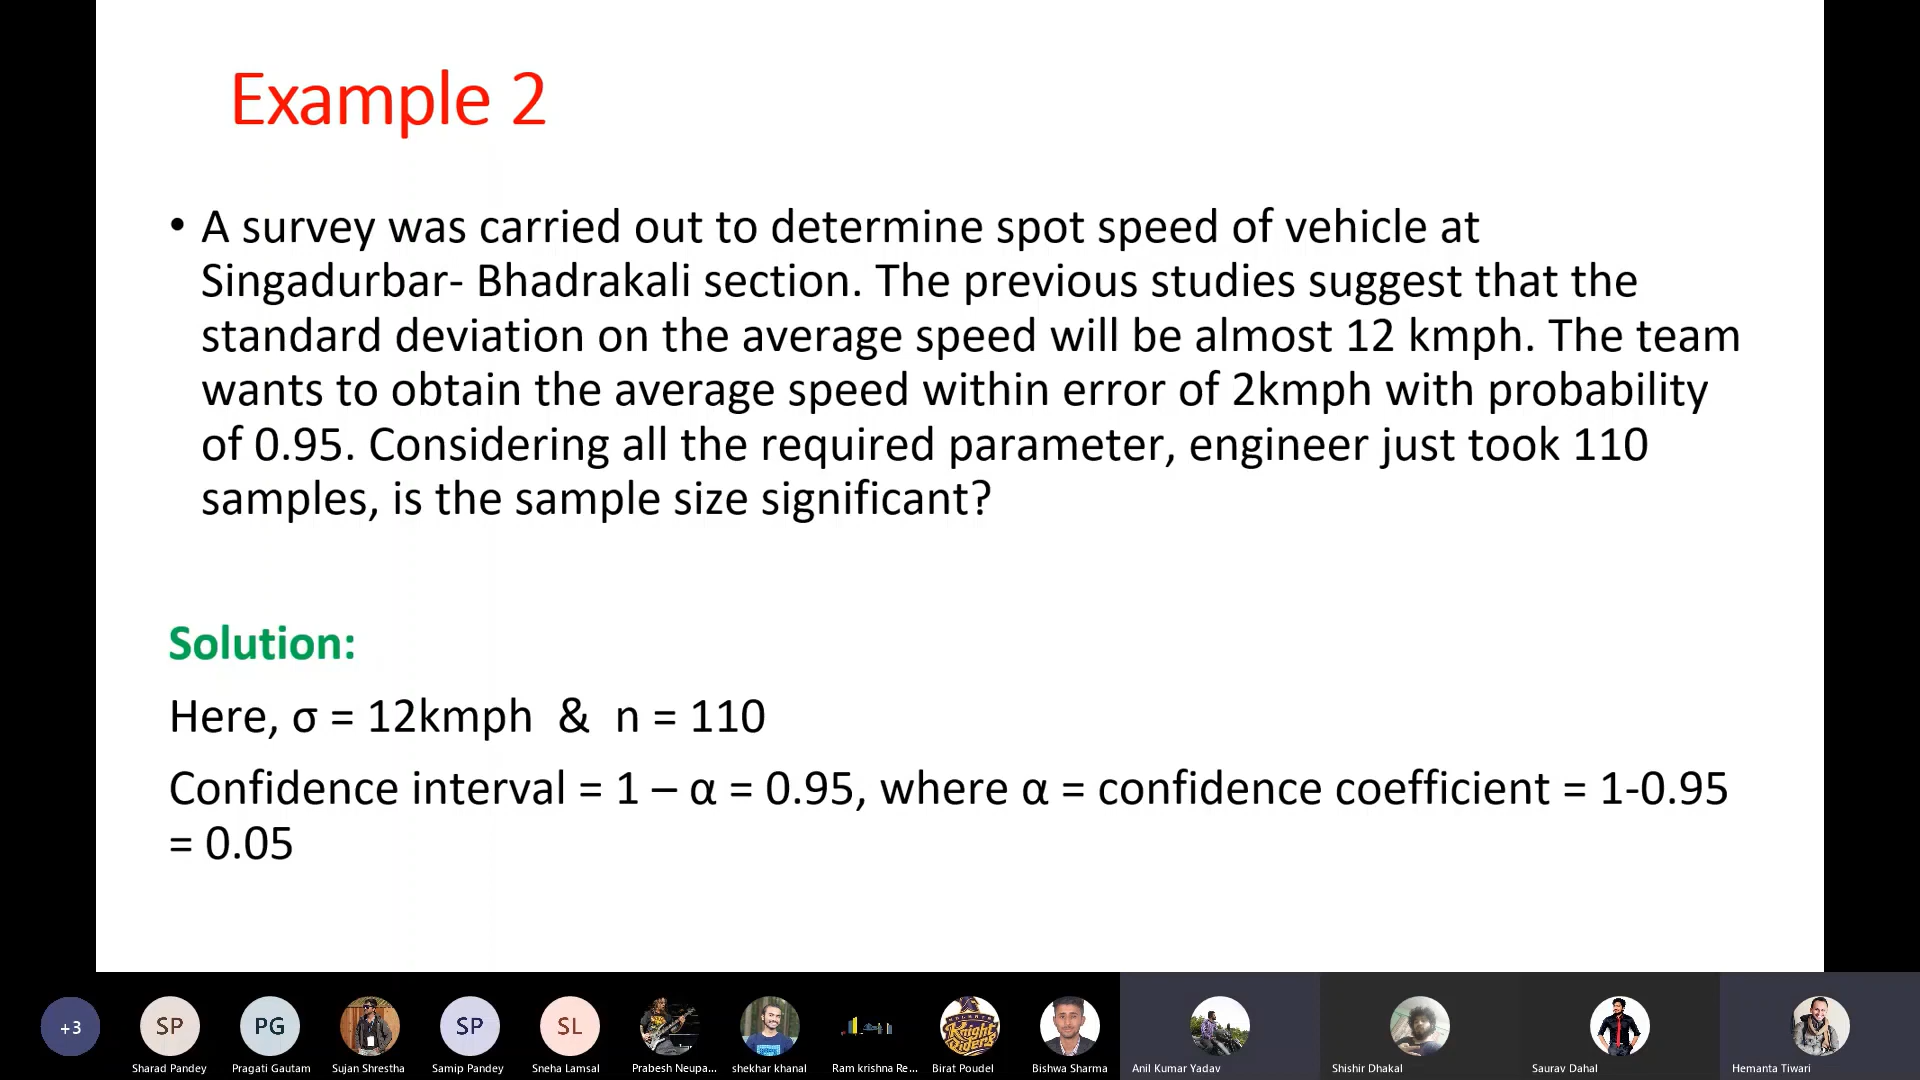 Example 2
• A survey was carried out to determine spot speed of vehicle at
Singadurbar- Bhadrakali section. The previous studies suggest that the
standard deviation on the average speed will be almost 12 kmph. The team
wants to obtain the average speed within error of 2kmph with probability
of 0.95. Considering all the required parameter, engineer just took 110
samples, is the sample size significant?
Solution:
Here, σ = 12kmph & n = 110
Confidence interval = 1 – α = 0.95, where α = confidence coefficient = 1-0.95
= 0.05
+3
SP
PG
SP
SL
Knight
Riders
Sharad Pandey
Pragati Gautam
Sujan Shrestha
Samip Pandey
Sneha Lamsal
Prabesh Neupa...
shekhar khanal
Ram krishna Re...
Birat Poudel
Bishwa Sharma
Anil Kumar Yadav
Shishir Dhakal
Saurav Dahal
Hemanta Tiwari